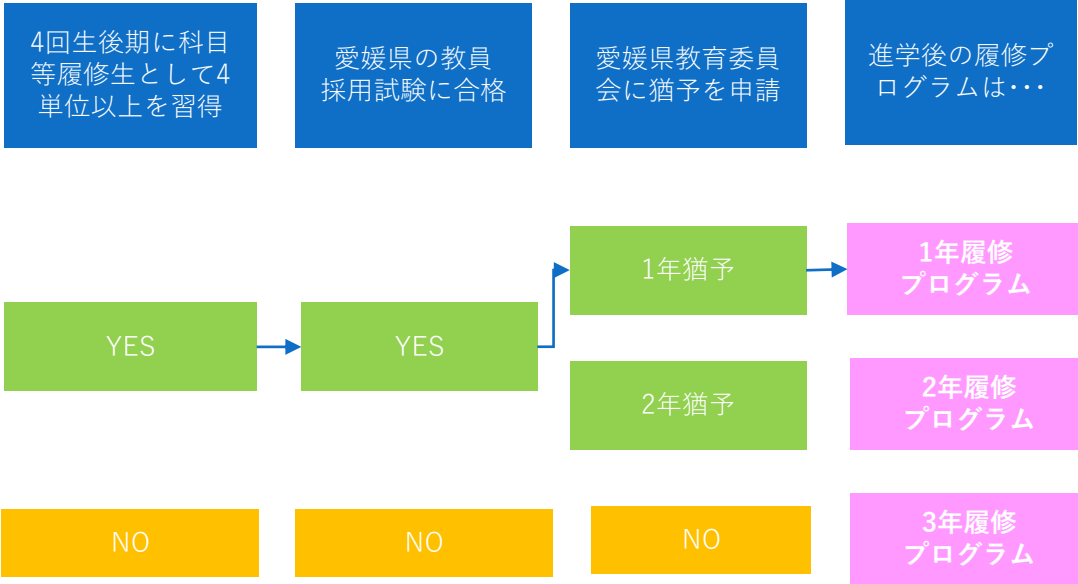 4回生後期に科目
等履修生として4
単位以上を習得
愛媛県の教員
採用試験に合格
愛媛県教育委員
会に猶予を申請
進学後の履修プ
ログラムは･･･
1年猶予
1年履修
プログラム
YES
YES
2年猶予
2年履修
プログラム
NO
NO
NO
3年履修
プログラム